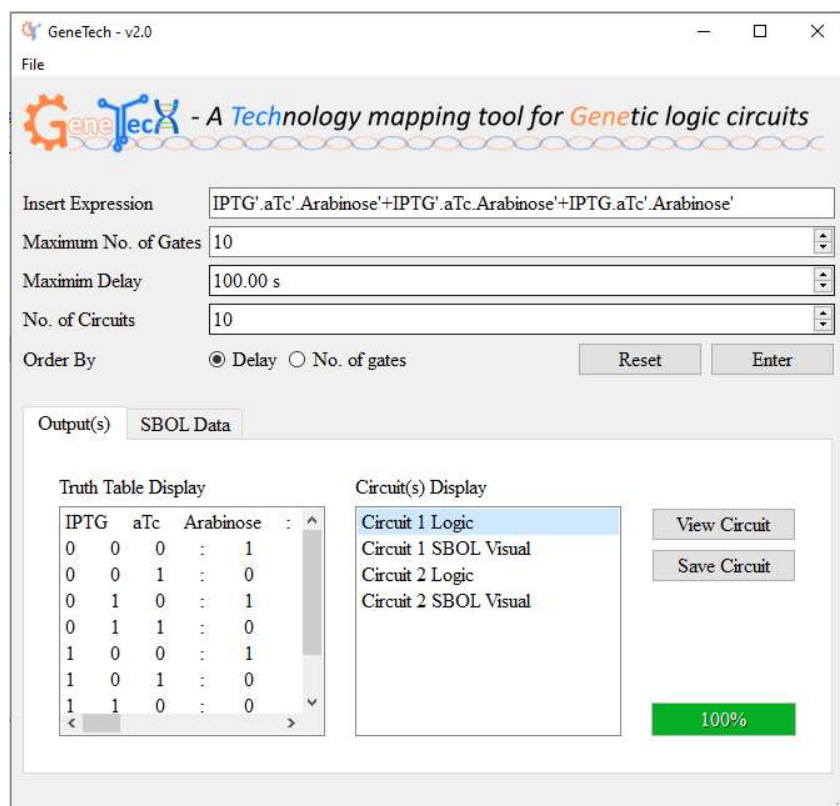 GeneTech - v2.0
File
GeneTech - A Technology mapping tool for Genetic logic circuits
Insert Expression IPTG'.aTc'.Arabinose'+IPTG'.aTc.Arabinose'+IPTG.aTc'.Arabinose'
Maximum No. of Gates 10
Maximim Delay 100.00 s
No. of Circuits 10
Order By Delay No. of gates Reset Enter
Output(s) SBOL Data
Truth Table Display Circuit(s) Display
IPTG aTc Arabinose :
0 0 0 : 1
0 0 1 : 0
0 1 0 : 1
0 1 1 : 0
1 0 0 : 1
1 0 1 : 0
1 1 0 : 0
Circuit 1 Logic
Circuit 1 SBOL Visual
Circuit 2 Logic
Circuit 2 SBOL Visual
View Circuit
Save Circuit
100%